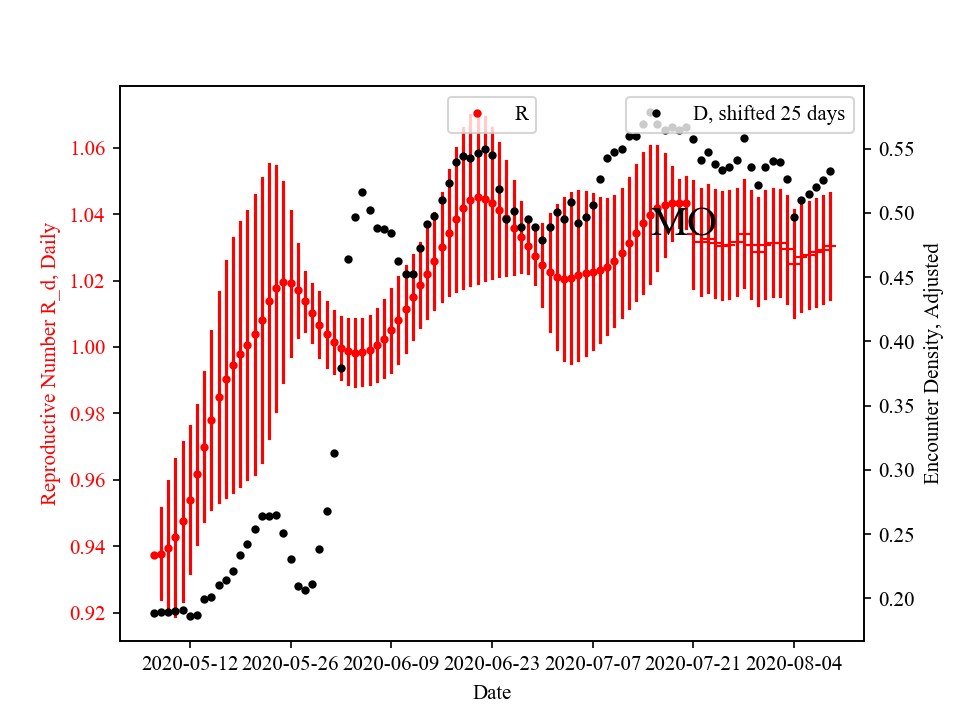 R
D, shifted 25 days
MO
Reproductive Number R_d, Daily
1.06
1.04
1.02
1.00
0.98
0.96
0.94
0.92
0.55
0.50
0.45
0.40
0.35
0.30
0.25
0.20
Encounter Density, Adjusted
2020-05-12 2020-05-26 2020-06-09 2020-06-23 2020-07-07 2020-07-21 2020-08-04
Date